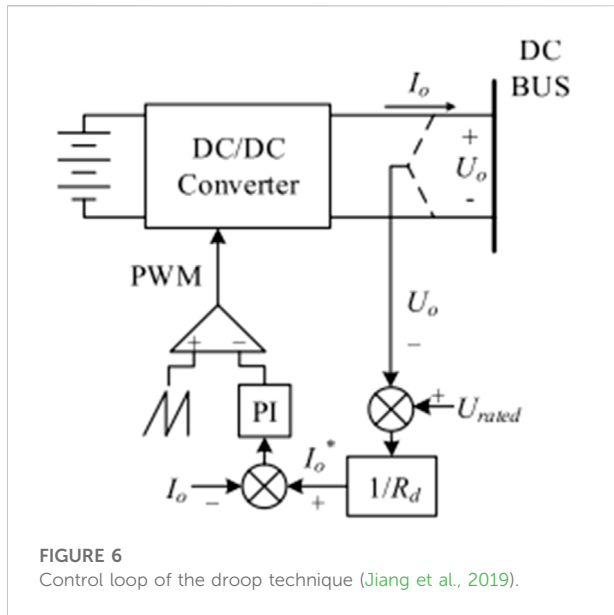 DC
BUS
I_o
DC/DC
Converter
+
U_o
-
PWM
U_o
−
+ −
+
U_rated
PI
I_o^*
I_o
−
+
1/R_d
FIGURE 6
Control loop of the droop technique (Jiang et al., 2019).